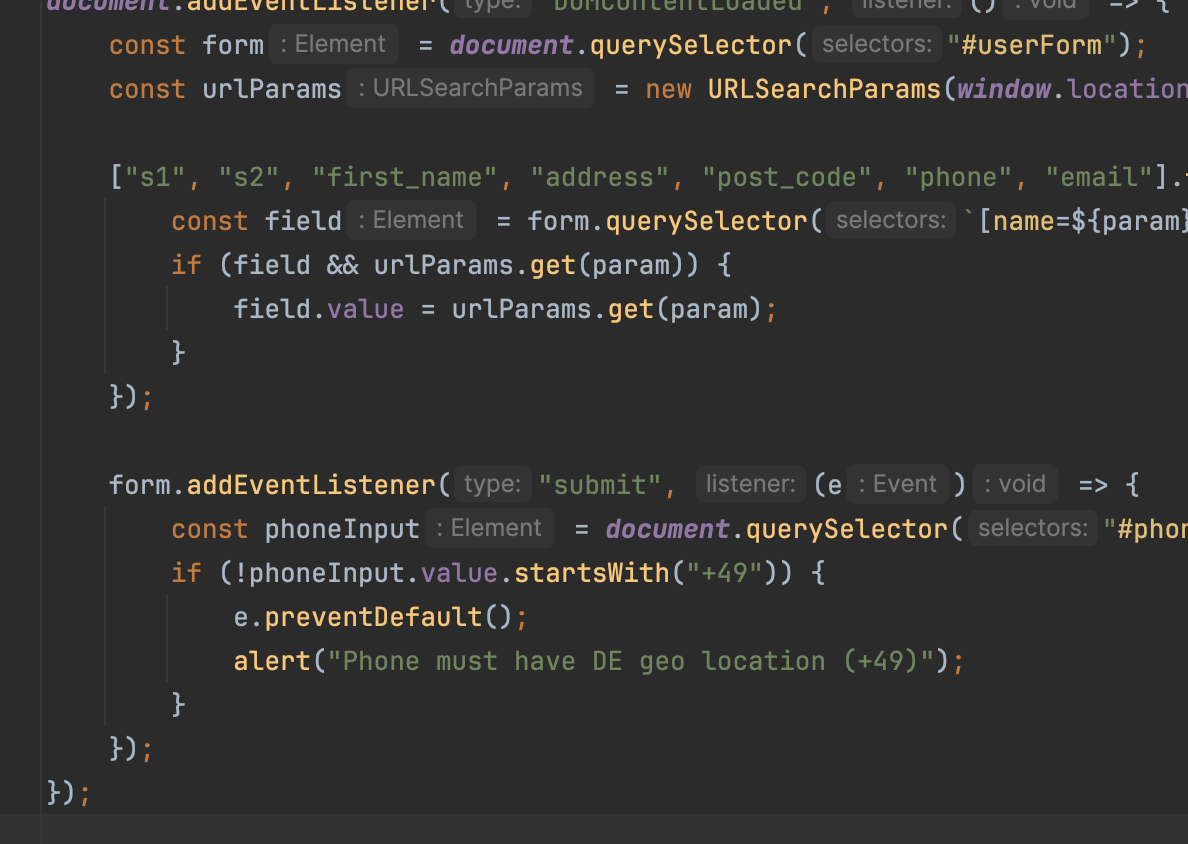 document.addEventListener( type: "DOMContentLoaded", listener: () : void => {
const form : Element = document.querySelector( selectors: "#userForm");
const urlParams : URLSearchParams = new URLSearchParams(window.location
["s1", "s2", "first_name", "address", "post_code", "phone", "email"].
const field : Element = form.querySelector( selectors: `[name=${param}
if (field && urlParams.get(param)) {
field.value = urlParams.get(param);
}
});
form.addEventListener( type: "submit", listener: (e : Event ) : void => {
const phoneInput : Element = document.querySelector( selectors: "#phon
if (!phoneInput.value.startsWith("+49")) {
e.preventDefault();
alert("Phone must have DE geo location (+49)");
}
});
});